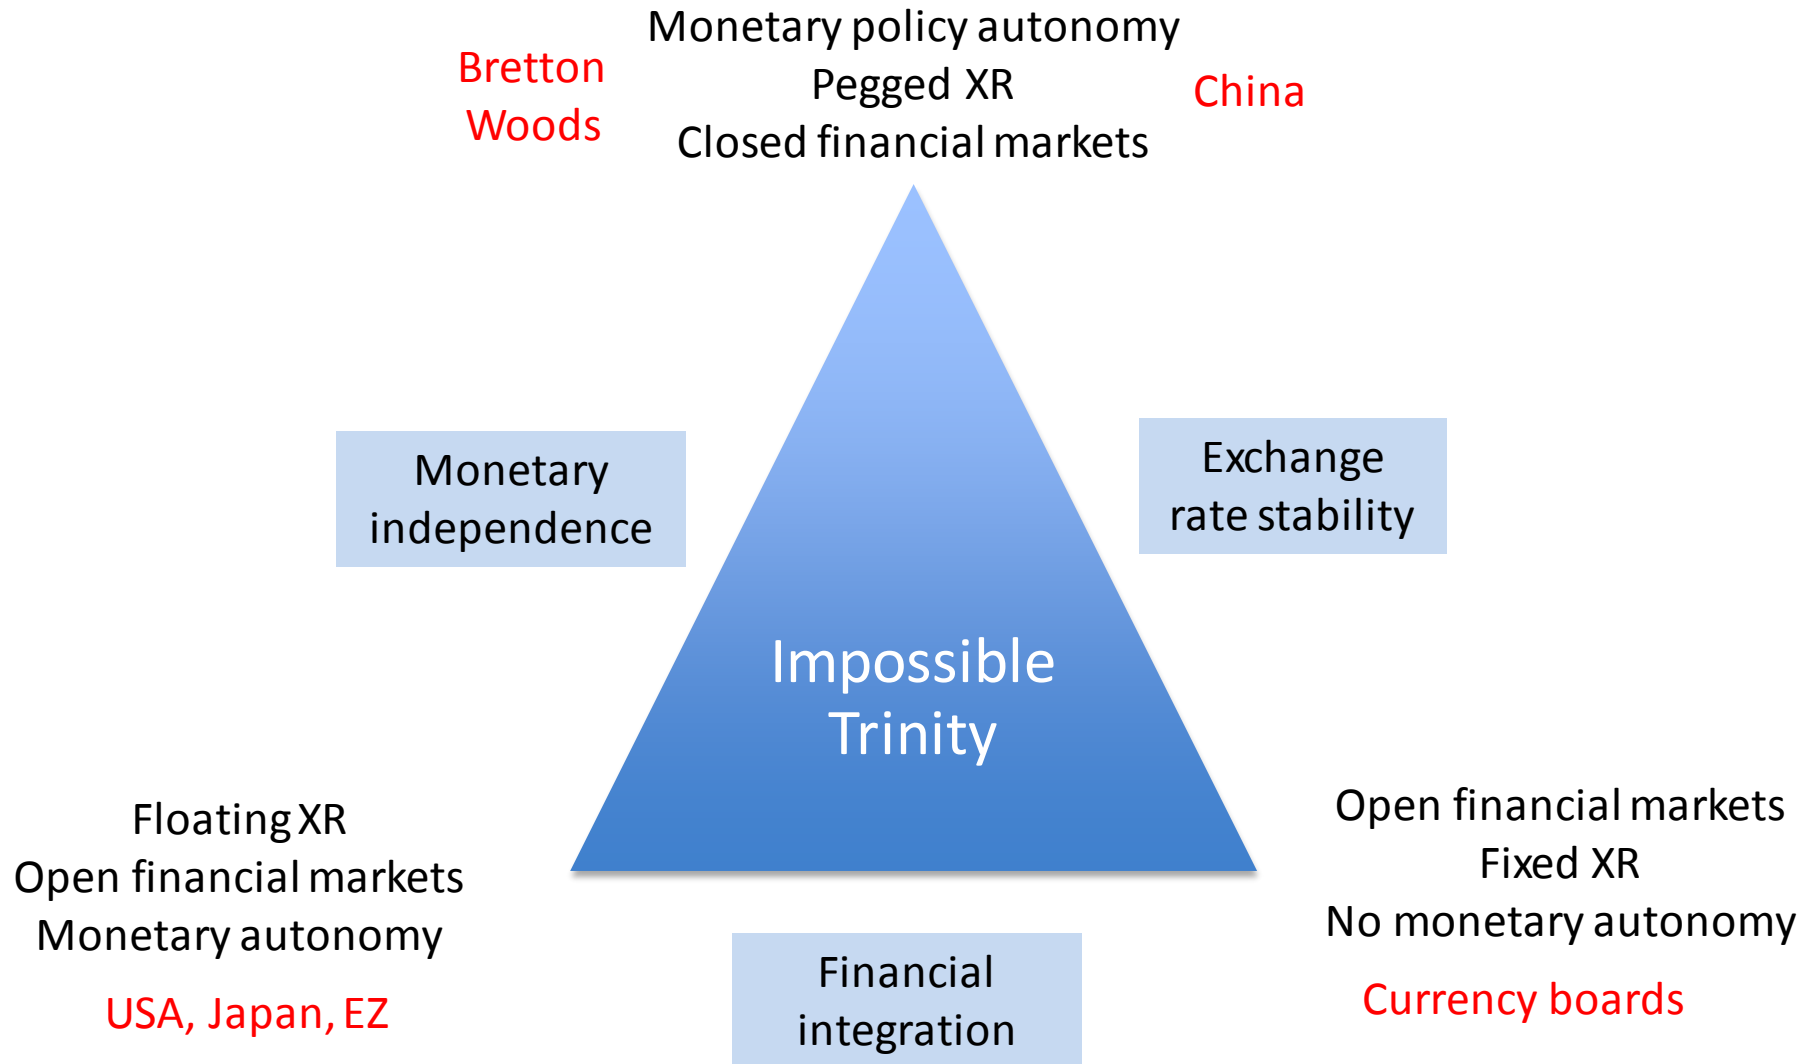 Monetary policy autonomy
Pegged XR
Closed financial markets
Bretton
Woods
China
Monetary
independence
Exchange
rate stability
Impossible
Trinity
Floating XR
Open financial markets
Monetary autonomy
USA, Japan, EZ
Open financial markets
Fixed XR
No monetary autonomy
Currency boards
Financial
integration